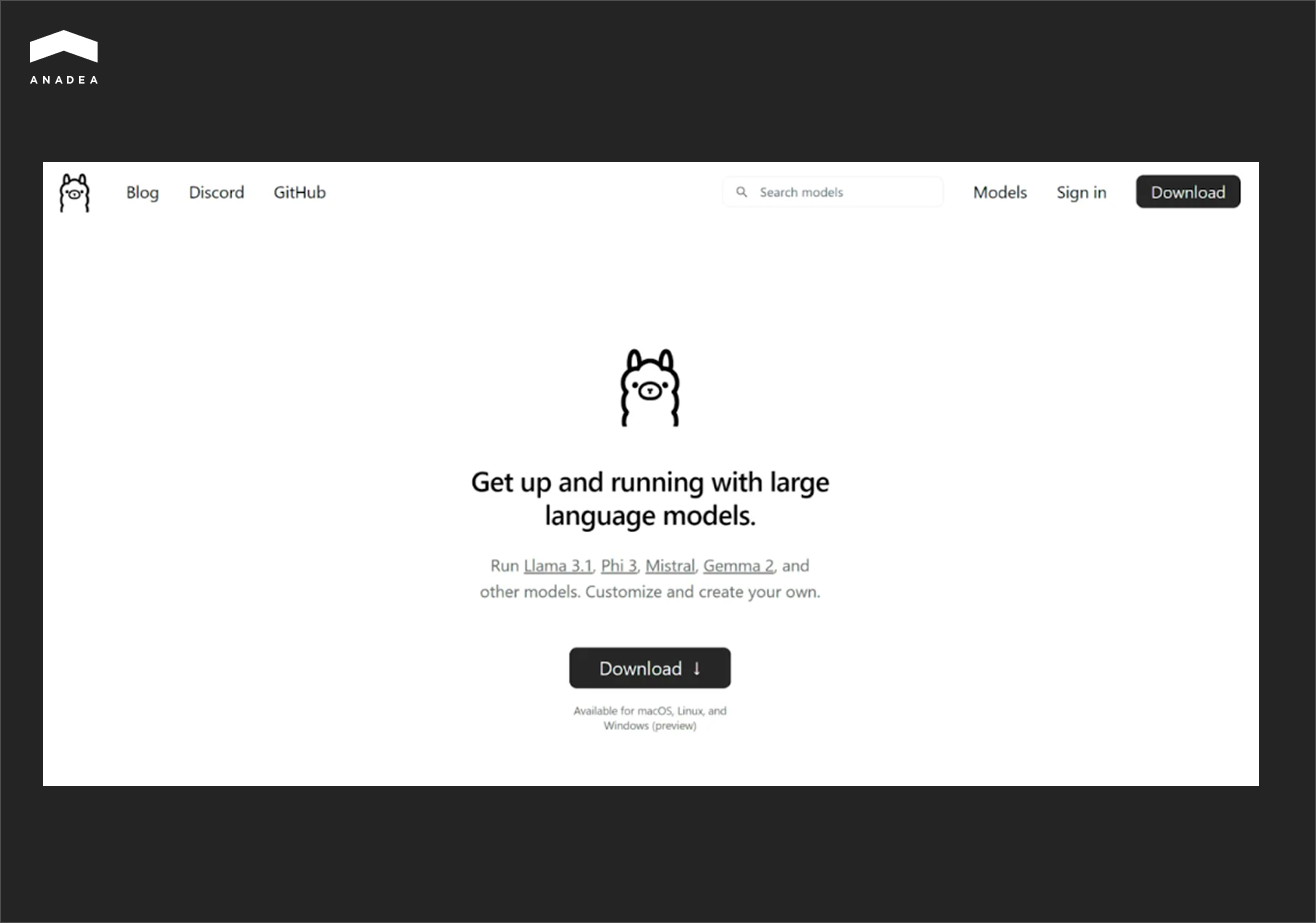 ANADEA
Blog Discord GitHub Search models Models Sign in Download
Get up and running with large
language models.
Run Llama 3.1, Phi 3, Mistral, Gemma 2, and
other models. Customize and create your own.
Download ↓
Available for macOS, Linux, and
Windows (preview)